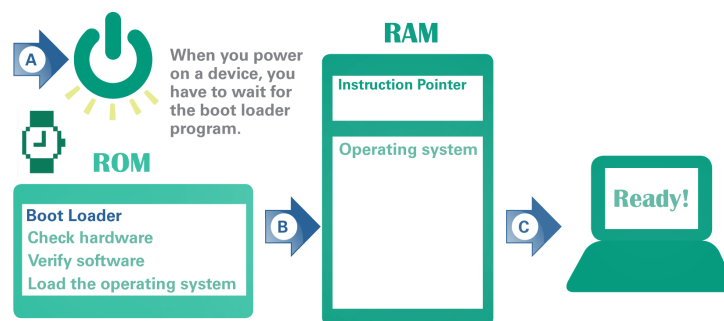 A
When you power
on a device, you
have to wait for
the boot loader
program.
ROM
Boot Loader
Check hardware
Verify software
Load the operating system
B
RAM
Instruction Pointer
Operating system
C
Ready!